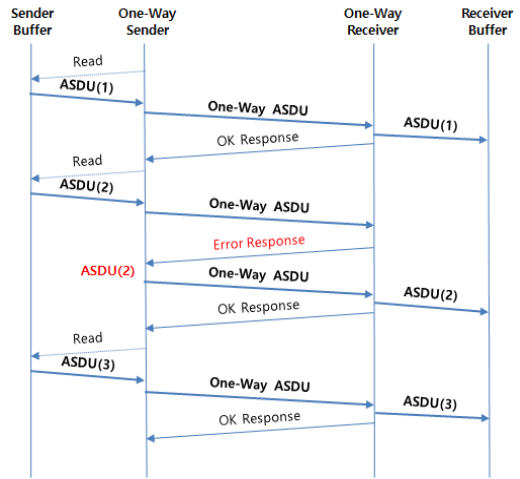 Sender Buffer
One-Way Sender
One-Way Receiver
Receiver Buffer
Read
ASDU(1)
One-Way ASDU
ASDU(1)
OK Response
Read
ASDU(2)
One-Way ASDU
Error Response
ASDU(2)
One-Way ASDU
ASDU(2)
OK Response
Read
ASDU(3)
One-Way ASDU
ASDU(3)
OK Response